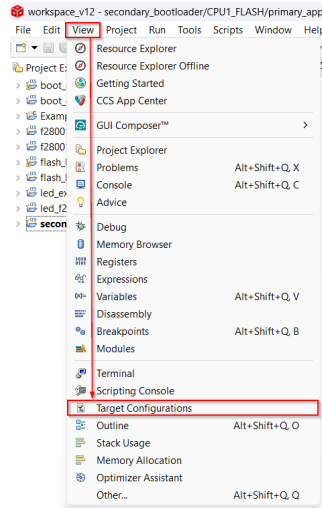 workspace_v12 - secondary_bootloader/CPU1_FLASH/primary_app
File Edit View Project Run Tools Scripts Window Help
Project E
Resource Explorer
Resource Explorer Offline
boot_
Getting Started
boot_
CCS App Center
Examp
f2800
GUI Composer™
f2800
Project Explorer
flash_
Problems Alt+Shift+Q, X
flash_
Console Alt+Shift+Q, C
led_ex
Advice
led_f2
secon
Debug
Memory Browser
Registers
Expressions
Variables Alt+Shift+Q, V
Disassembly
Breakpoints Alt+Shift+Q, B
Modules
Terminal
Scripting Console
Target Configurations
Outline Alt+Shift+Q, O
Stack Usage
Memory Allocation
Optimizer Assistant
Other... Alt+Shift+Q, Q